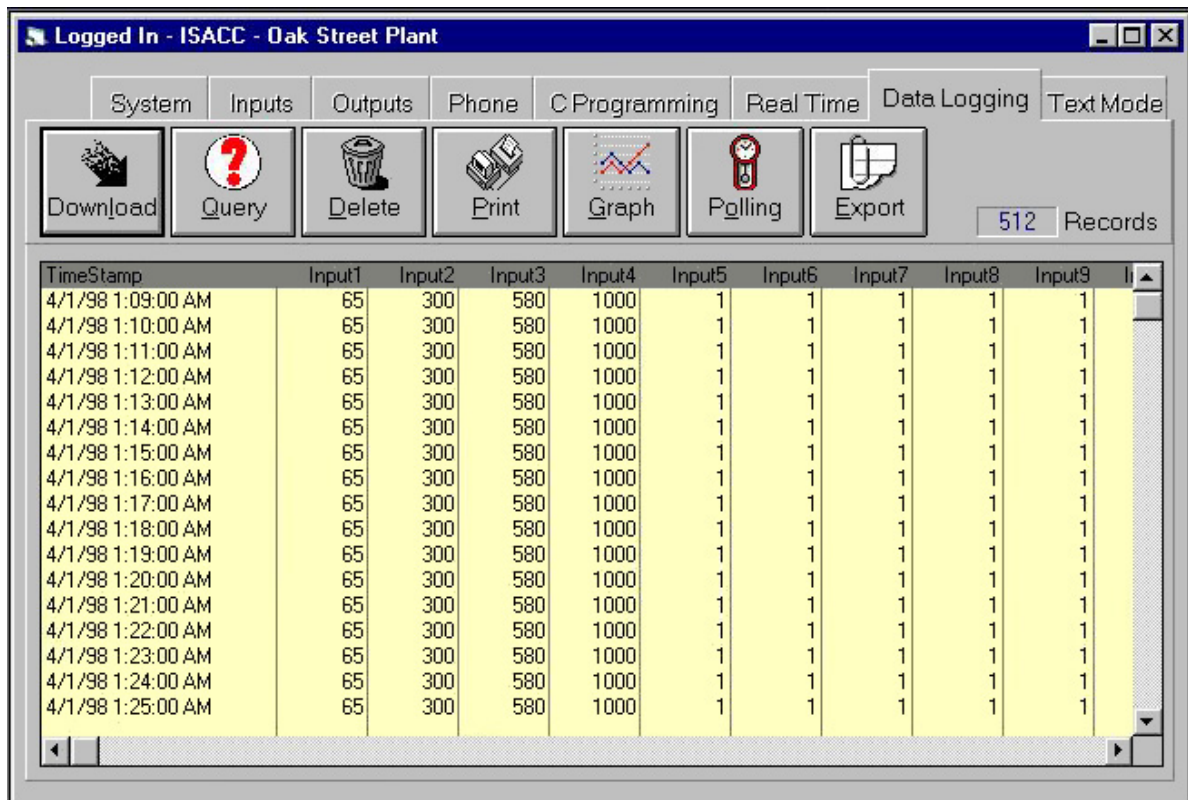 Logged In - ISACC - Oak Street Plant
System Inputs Outputs Phone C Programming Real Time Data Logging Text Mode
Download Query Delete Print Graph Polling Export 512 Records
TimeStamp Input1 Input2 Input3 Input4 Input5 Input6 Input7 Input8 Input9
4/1/98 1:09:00 AM 65 300 580 1000 1 1 1 1 1
4/1/98 1:10:00 AM 65 300 580 1000 1 1 1 1 1
4/1/98 1:11:00 AM 65 300 580 1000 1 1 1 1 1
4/1/98 1:12:00 AM 65 300 580 1000 1 1 1 1 1
4/1/98 1:13:00 AM 65 300 580 1000 1 1 1 1 1
4/1/98 1:14:00 AM 65 300 580 1000 1 1 1 1 1
4/1/98 1:15:00 AM 65 300 580 1000 1 1 1 1 1
4/1/98 1:16:00 AM 65 300 580 1000 1 1 1 1 1
4/1/98 1:17:00 AM 65 300 580 1000 1 1 1 1 1
4/1/98 1:18:00 AM 65 300 580 1000 1 1 1 1 1
4/1/98 1:19:00 AM 65 300 580 1000 1 1 1 1 1
4/1/98 1:20:00 AM 65 300 580 1000 1 1 1 1 1
4/1/98 1:21:00 AM 65 300 580 1000 1 1 1 1 1
4/1/98 1:22:00 AM 65 300 580 1000 1 1 1 1 1
4/1/98 1:23:00 AM 65 300 580 1000 1 1 1 1 1
4/1/98 1:24:00 AM 65 300 580 1000 1 1 1 1 1
4/1/98 1:25:00 AM 65 300 580 1000 1 1 1 1 1